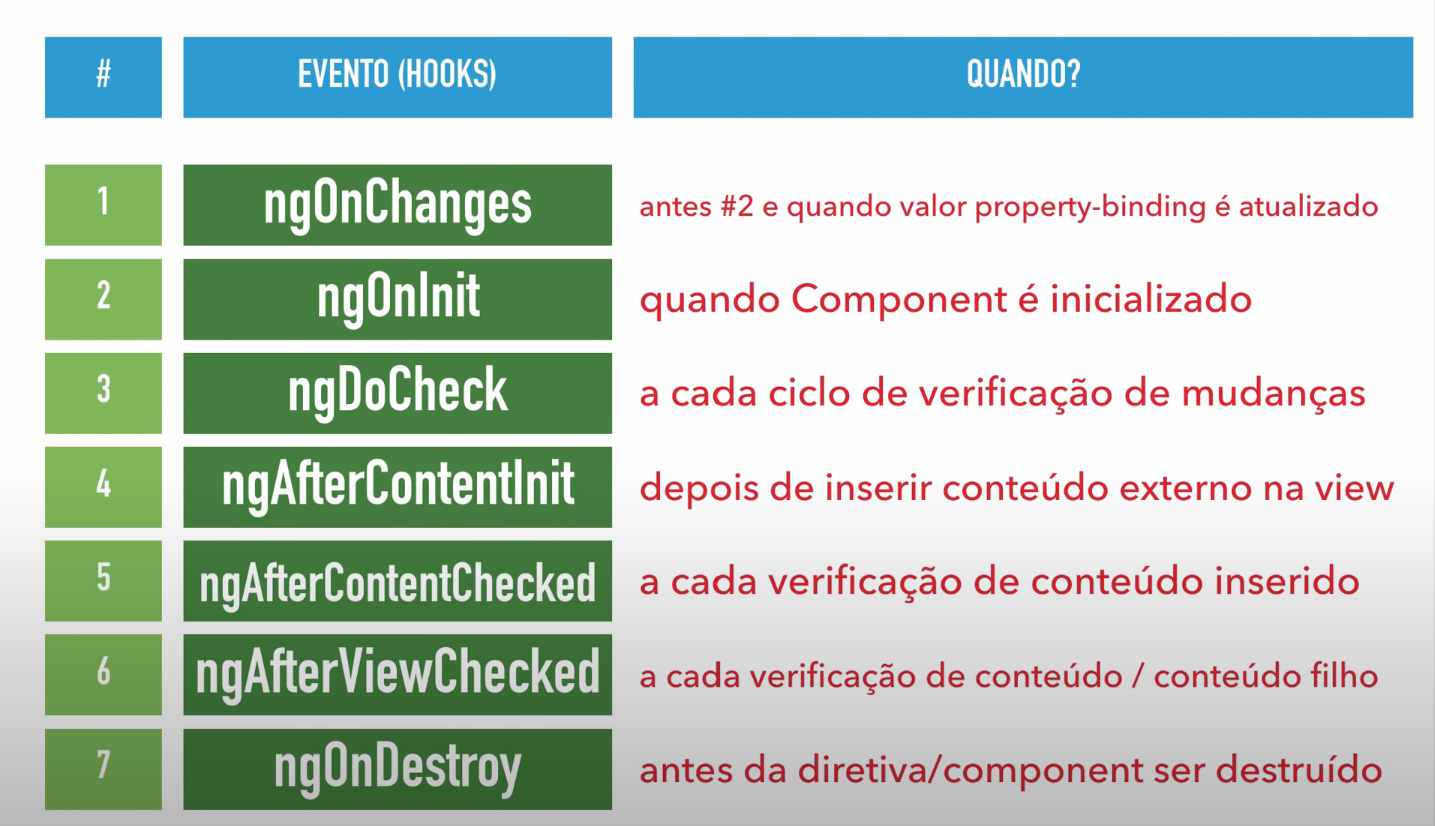 # EVENTO (HOOKS) QUANDO?
1 ngOnChanges antes #2 e quando valor property-binding é atualizado
2 ngOnInit quando Component é inicializado
3 ngDoCheck a cada ciclo de verificação de mudanças
4 ngAfterContentInit depois de inserir conteúdo externo na view
5 ngAfterContentChecked a cada verificação de conteúdo inserido
6 ngAfterViewChecked a cada verificação de conteúdo / conteúdo filho
7 ngOnDestroy antes da diretiva/component ser destruído